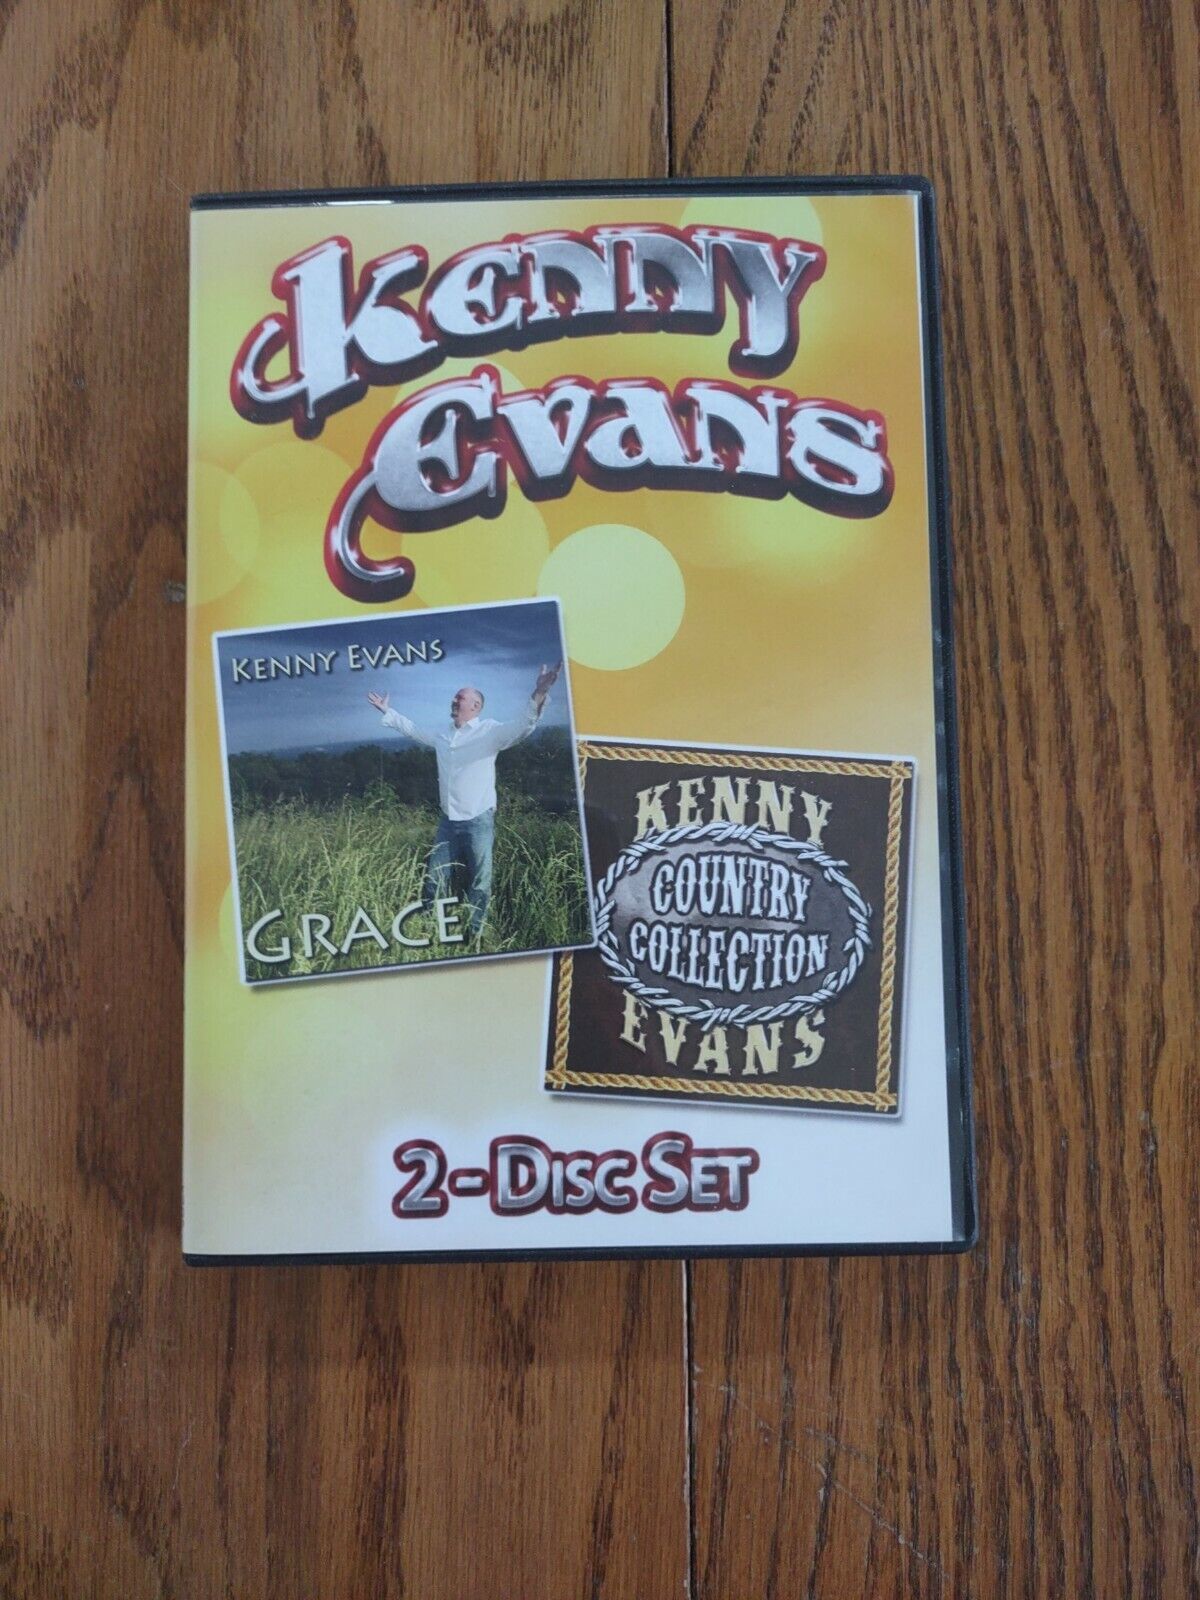 Kenny
Evans
Kenny Evans
Grace
KENNY
COUNTRY
COLLECTION
EVANS
2-Disc Set